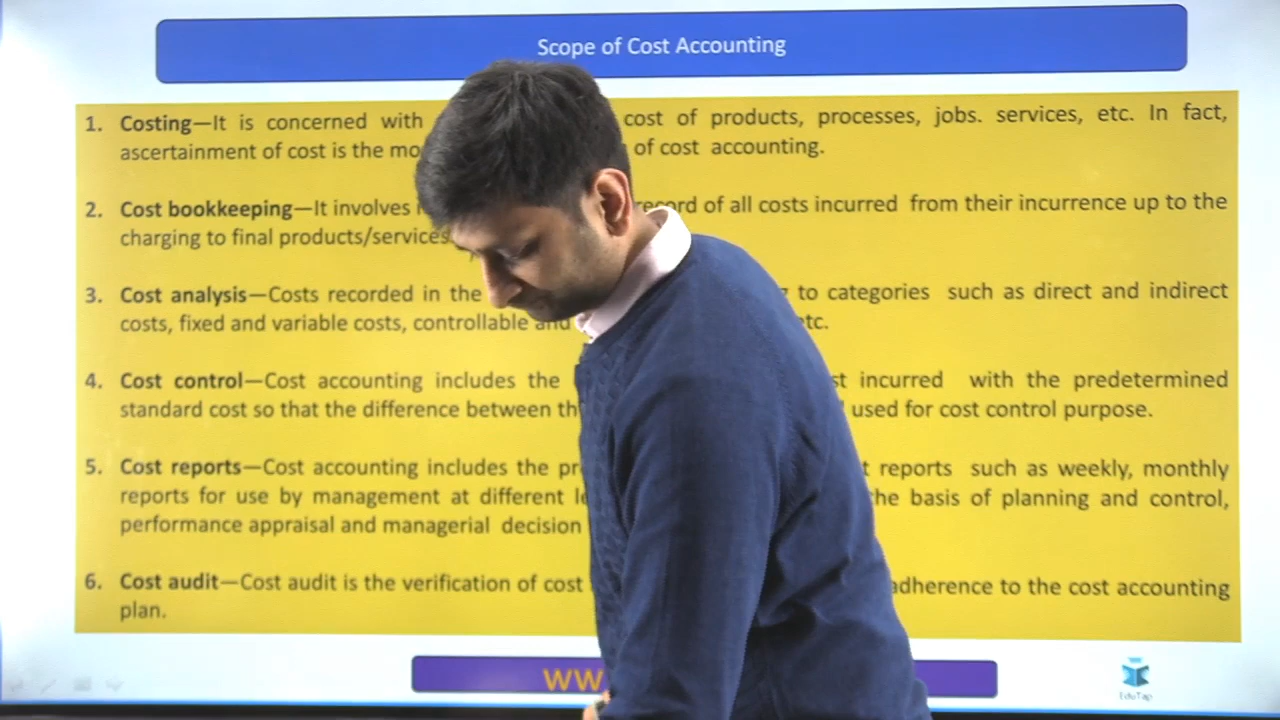 Scope of Cost Accounting
1. Costing—It is concerned with cost of products, processes, jobs. services, etc. In fact,
ascertainment of cost is the of cost accounting.
2. Cost bookkeeping—It involves record of all costs incurred from their incurrence up to the
charging to final products/services
3. Cost analysis—Costs recorded in the to categories such as direct and indirect
costs, fixed and variable costs, controllable and etc.
4. Cost control—Cost accounting includes the incurred with the predetermined
standard cost so that the difference between used for cost control purpose.
5. Cost reports—Cost accounting includes the reports such as weekly, monthly
reports for use by management at different the basis of planning and control,
performance appraisal and managerial decision
6. Cost audit—Cost audit is the verification of cost adherence to the cost accounting
plan.
EduTap